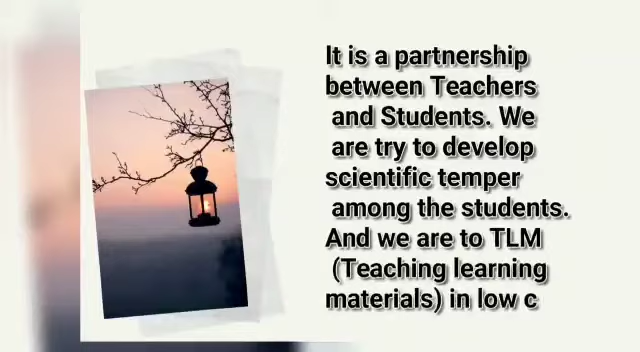 It is a partnership
between Teachers
and Students. We
are try to develop
scientific temper
among the students.
And we are to TLM
(Teaching learning
materials) in low c